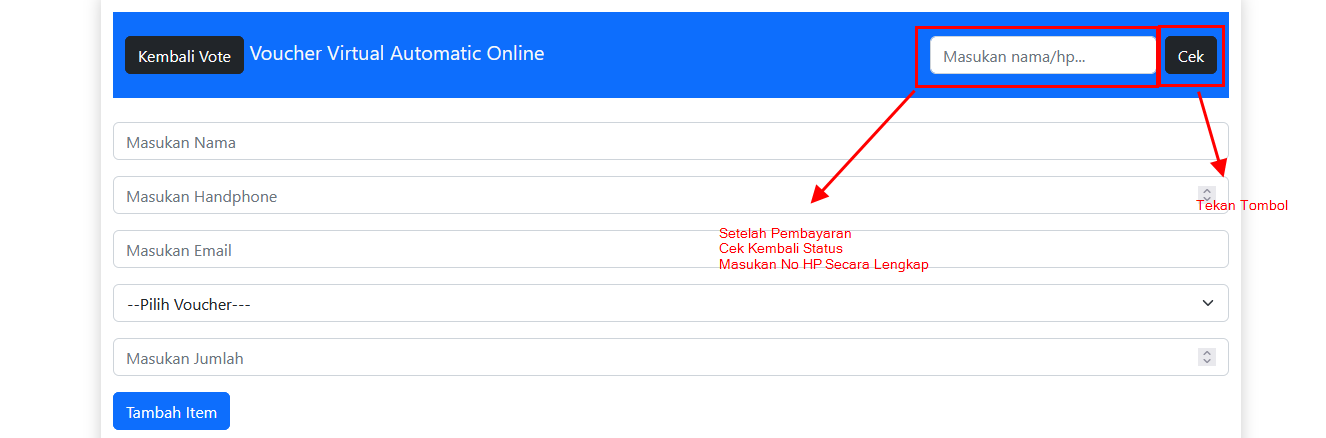 Kembali Vote Voucher Virtual Automatic Online Masukan nama/hp... Cek
Masukan Nama
Masukan Handphone
Tekan Tombol
Setelah Pembayaran
Cek Kembali Status
Masukan Email
Masukan No HP Secara Lengkap
--Pilih Voucher---
Masukan Jumlah
Tambah Item